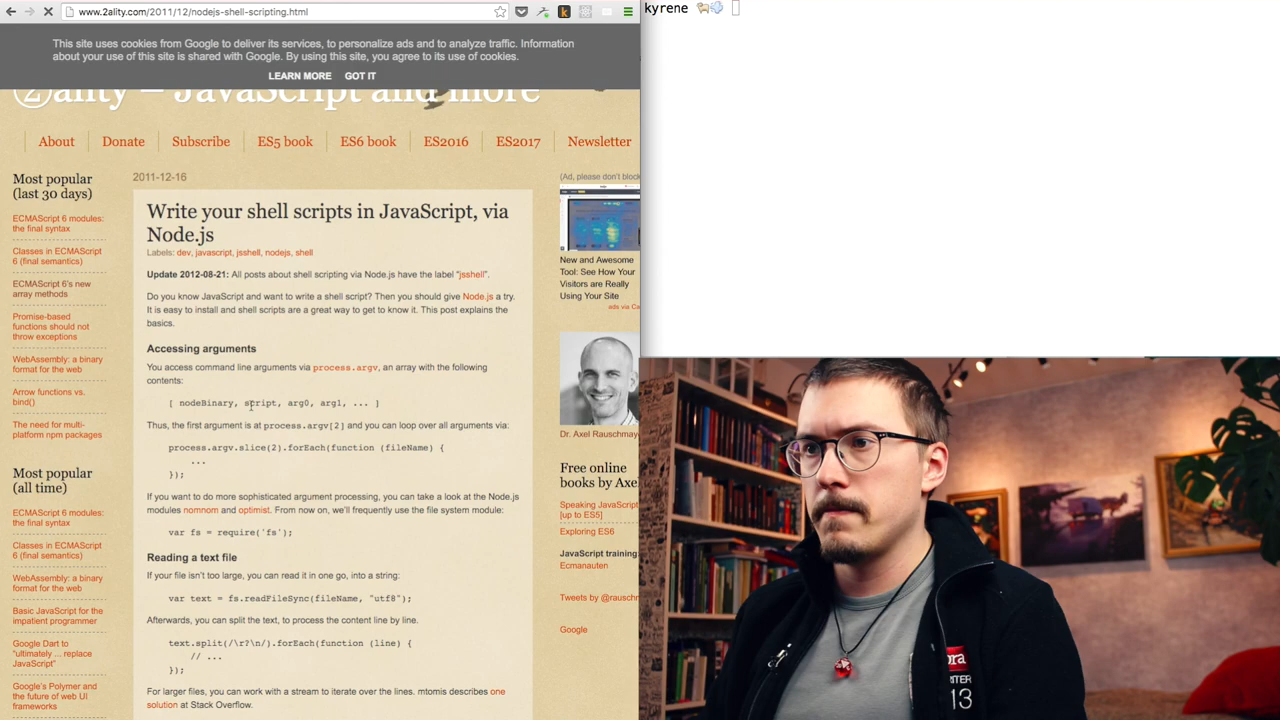 www.2ality.com/2011/12/nodejs-shell-scripting.html
kyrene
This site uses cookies from Google to deliver its services, to personalize ads and to analyze traffic. Information
about your use of this site is shared with Google. By using this site, you agree to its use of cookies.
LEARN MORE GOT IT
②ality – JavaScript and more
About Donate Subscribe ES5 book ES6 book ES2016 ES2017 Newsletter
Most popular
(last 30 days)
ECMAScript 6 modules:
the final syntax
Classes in ECMAScript
6 (final semantics)
ECMAScript 6's new
array methods
Promise-based
functions should not
throw exceptions
WebAssembly: a binary
format for the web
Arrow functions vs.
bind()
The need for multi-
platform npm packages
Most popular
(all time)
ECMAScript 6 modules:
the final syntax
Classes in ECMAScript
6 (final semantics)
WebAssembly: a binary
format for the web
Basic JavaScript for the
impatient programmer
Google Dart to
"ultimately ... replace
JavaScript"
Google's Polymer and
the future of web UI
frameworks
2011-12-16
Write your shell scripts in JavaScript, via
Node.js
Labels: dev, javascript, jsshell, nodejs, shell
Update 2012-08-21: All posts about shell scripting via Node.js have the label "jsshell".
Do you know JavaScript and want to write a shell script? Then you should give Node.js a try.
It is easy to install and shell scripts are a great way to get to know it. This post explains the
basics.
Accessing arguments
You access command line arguments via process.argv, an array with the following
contents:
[ nodeBinary, script, arg0, arg1, ... ]
Thus, the first argument is at process.argv[2] and you can loop over all arguments via:
process.argv.slice(2).forEach(function (fileName) {
...
});
If you want to do more sophisticated argument processing, you can take a look at the Node.js
modules nomnom and optimist. From now on, we'll frequently use the file system module:
var fs = require('fs');
Reading a text file
If your file isn't too large, you can read it in one go, into a string:
var text = fs.readFileSync(fileName, "utf8");
Afterwards, you can split the text, to process the content line by line.
text.split(/\r?\n/).forEach(function (line) {
// ...
});
For larger files, you can work with a stream to iterate over the lines. mtomis describes one
solution at Stack Overflow.
(Ad, please don't block
New and Awesome
Tool: See How Your
Visitors are Really
Using Your Site
ads via Ca
Dr. Axel Rauschmay
Free online
books by Axe
Speaking JavaScript
[up to ES5]
Exploring ES6
JavaScript training:
Ecmanauten
Tweets by @rauschm
Google
13